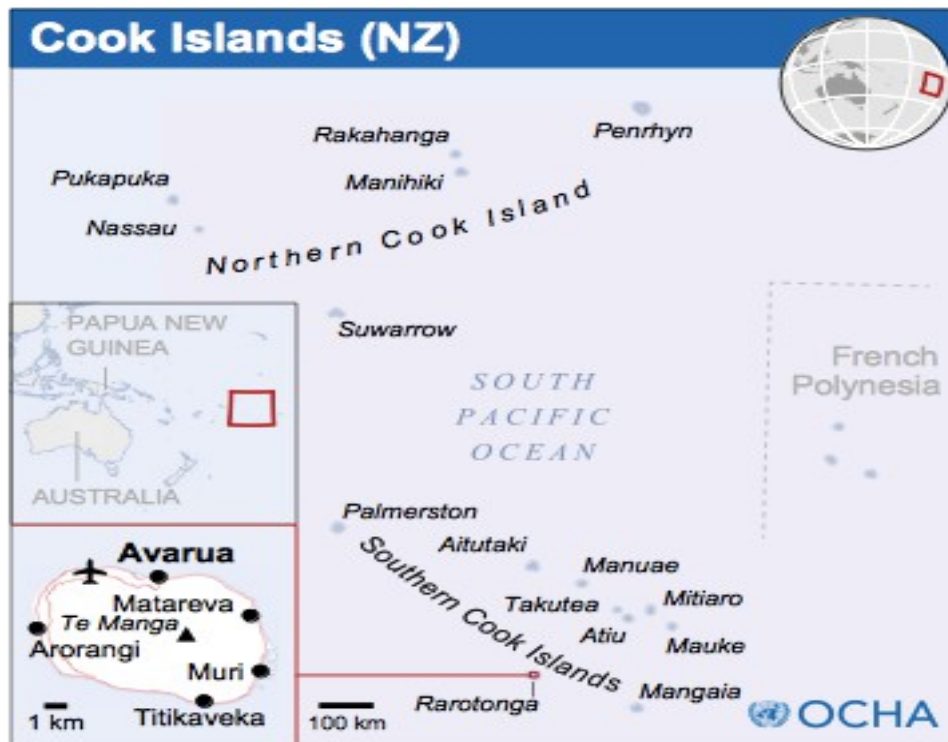 Cook Islands (NZ)
Penrhyn
Rakahanga
Manihiki
Pukapuka
Nassau
Northern Cook Island
Suwarrow
PAPUA NEW
GUINEA
AUSTRALIA
SOUTH
PACIFIC
OCEAN
French
Polynesia
Palmerston
Aitutaki
Manuae
Takutea
Mitiaro
Atiu
Mauke
Southern Cook Islands
Rarotonga
Mangaia
Avarua
Matareva
Te Manga
Arorangi
Muri
Titikaveka
1 km
100 km
OCHA